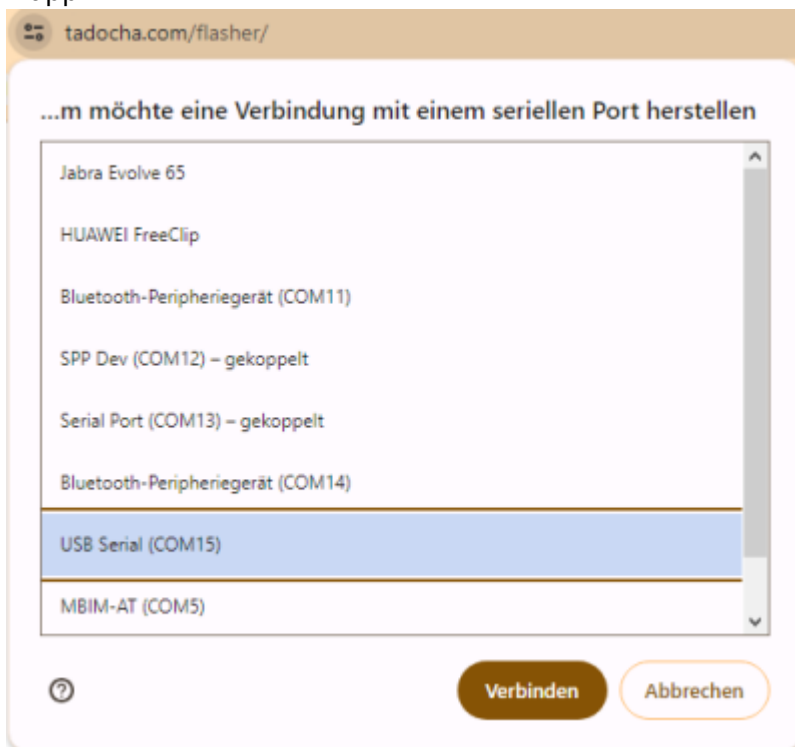 tadocha.com/flasher/
...m möchte eine Verbindung mit einem seriellen Port herstellen
Jabra Evolve 65
HUAWEI FreeClip
Bluetooth-Peripheriegerät (COM11)
SPP Dev (COM12) – gekoppelt
Serial Port (COM13) – gekoppelt
Bluetooth-Peripheriegerät (COM14)
USB Serial (COM15)
MBIM-AT (COM5)
Verbinden Abbrechen